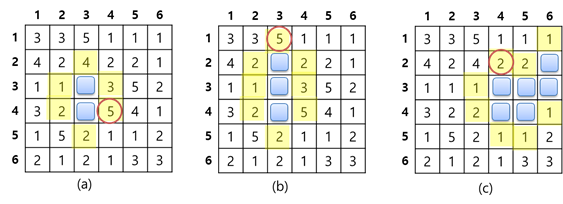 1 2 3 4 5 6 1 2 3 4 5 6 1 2 3 4 5 6
1 3 3 5 1 1 1 1 3 3 5 1 1 1 1 3 3 5 1 1 1
2 4 2 4 2 2 1 2 4 2 2 2 1 2 4 2 4 2 2
3 1 1 3 5 2 3 1 1 3 5 2 3 1 1 1
4 3 2 5 4 1 4 3 2 5 4 1 4 3 2 2 1
5 1 5 2 1 1 2 5 1 5 2 1 1 2 5 1 5 2 1 1 2
6 2 1 2 1 3 3 6 2 1 2 1 3 3 6 2 1 2 1 3 3
(a) (b) (c)